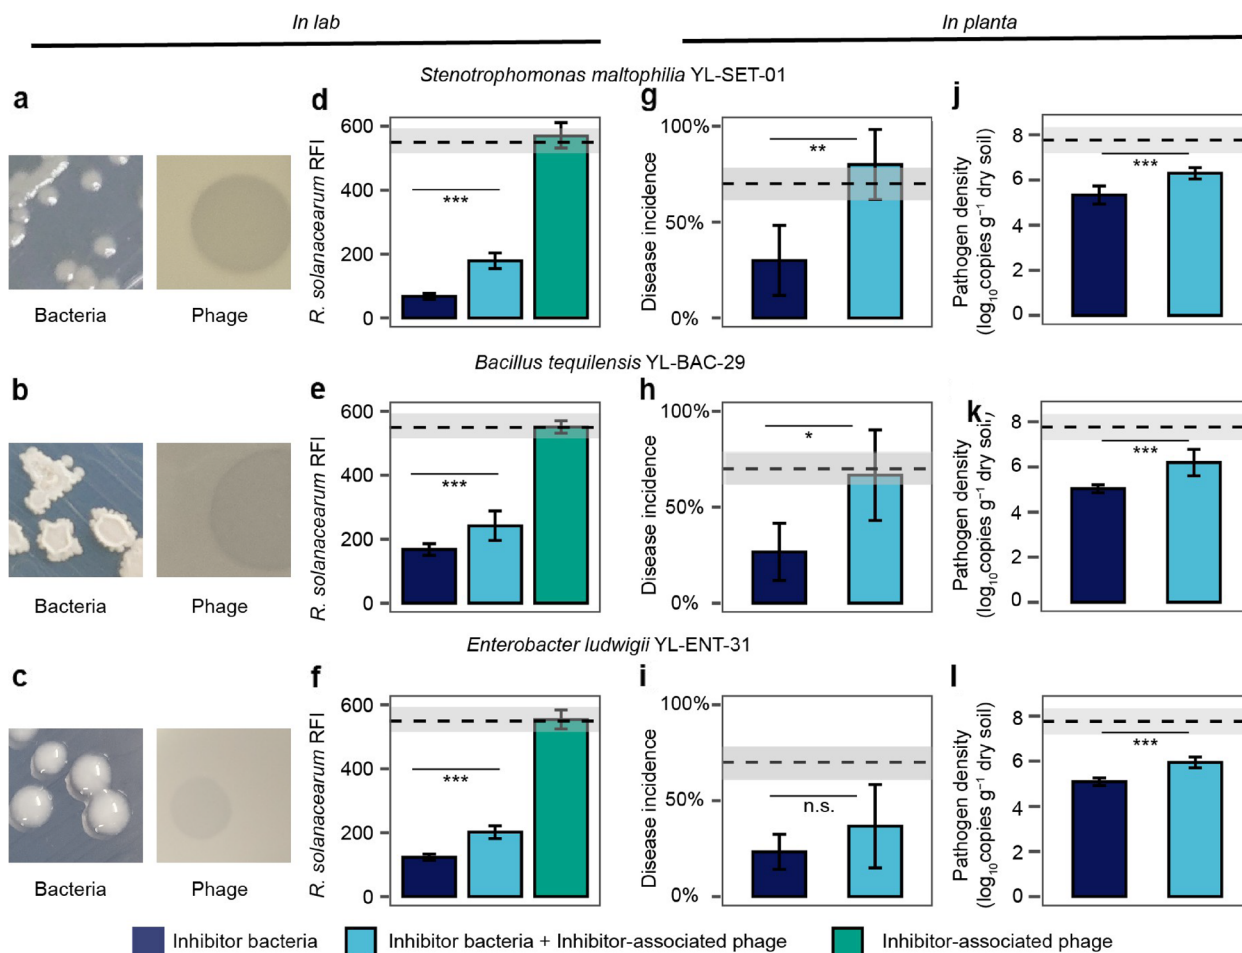 In lab
In planta
Stenotrophomonas maltophilia YL-SET-01
a
d
g
j
600
400
200
0
R. solanacearum RFI
***
100%
50%
0%
Disease incidence
**
8
6
4
2
0
Pathogen density
(log10copies g−1 dry soil)
***
Bacteria
Phage
Bacillus tequilensis YL-BAC-29
b
e
h
k
600
400
200
0
R. solanacearum RFI
***
100%
50%
0%
Disease incidence
*
8
6
4
2
0
Pathogen density
(log10copies g−1 dry soil)
***
Bacteria
Phage
Enterobacter ludwigii YL-ENT-31
c
f
i
l
600
400
200
0
R. solanacearum RFI
***
100%
50%
0%
Disease incidence
n.s.
8
6
4
2
0
Pathogen density
(log10copies g−1 dry soil)
***
Bacteria
Phage
Inhibitor bacteria
Inhibitor bacteria + Inhibitor-associated phage
Inhibitor-associated phage